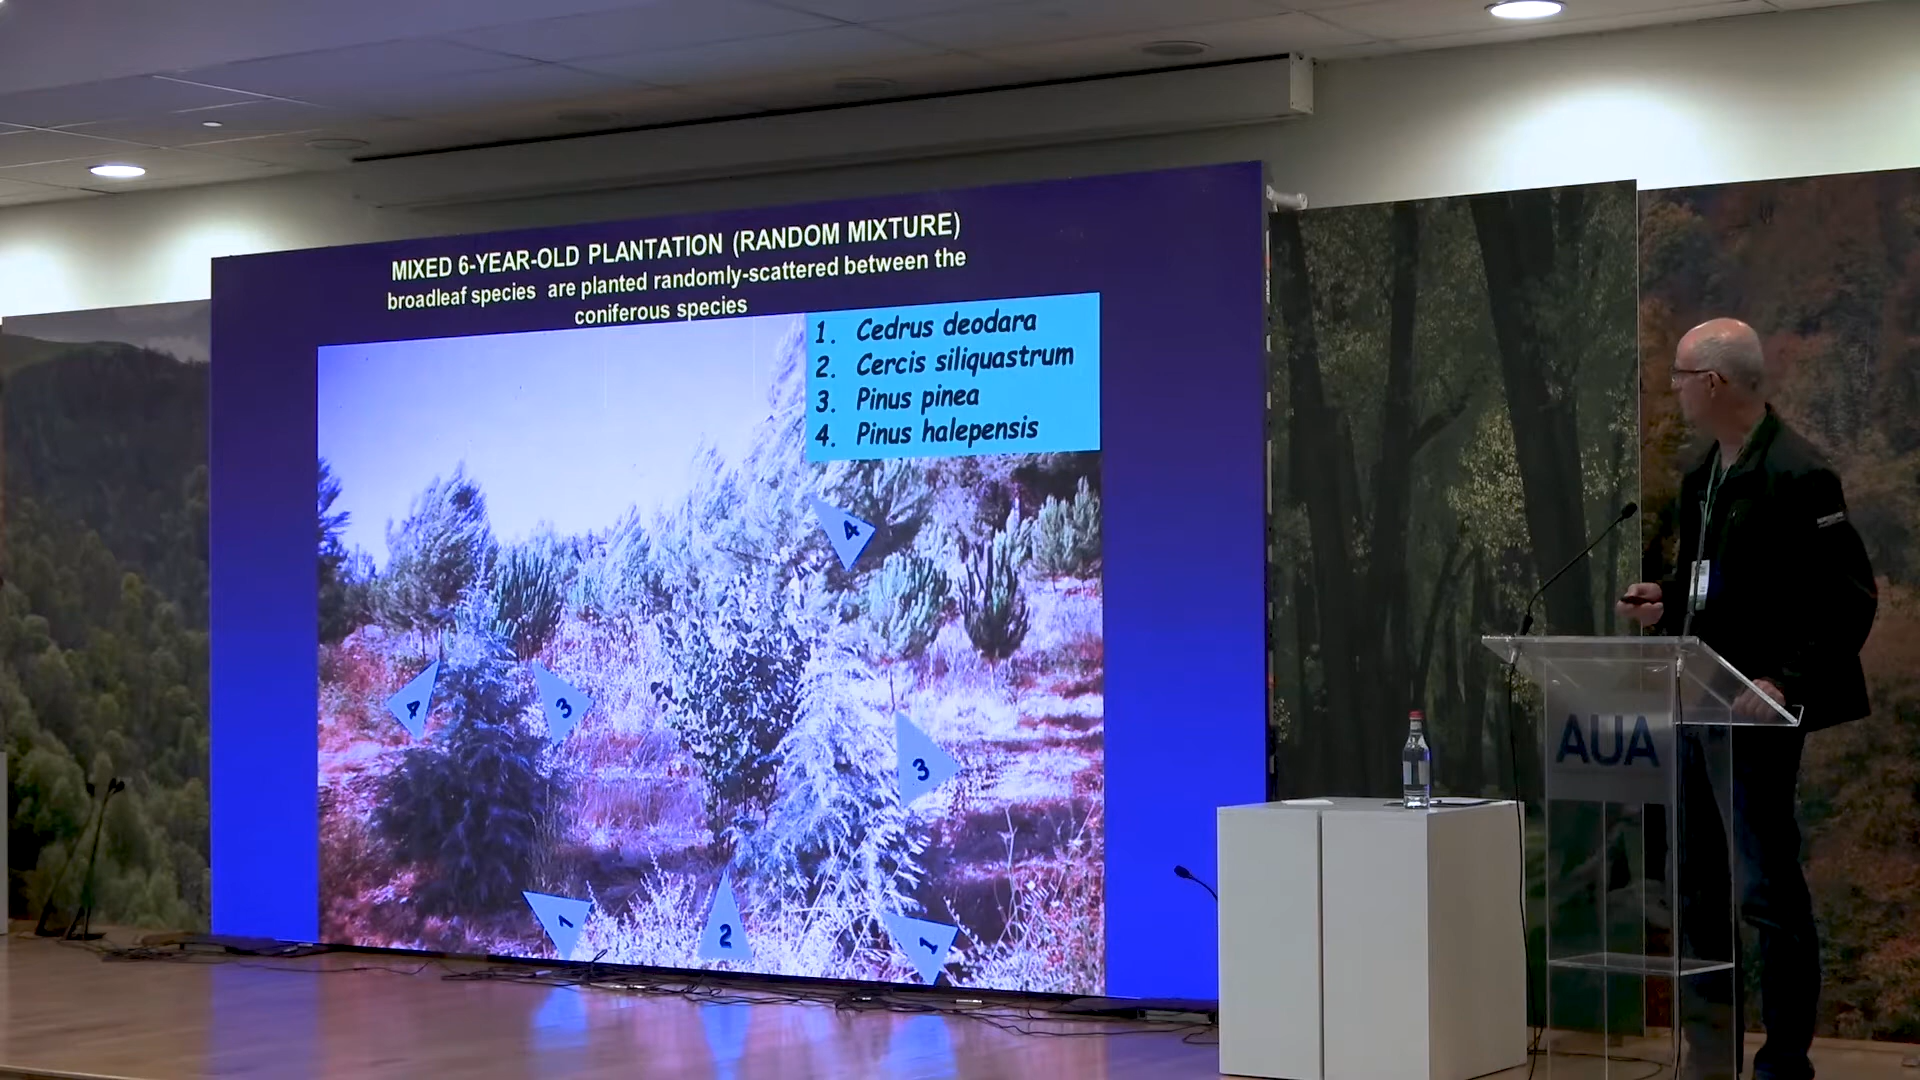 MIXED 6-YEAR-OLD PLANTATION (RANDOM MIXTURE)
broadleaf species are planted randomly-scattered between the
coniferous species
1. Cedrus deodara
2. Cercis siliquastrum
3. Pinus pinea
4. Pinus halepensis
4
4
3
3
1
2
1
AUA